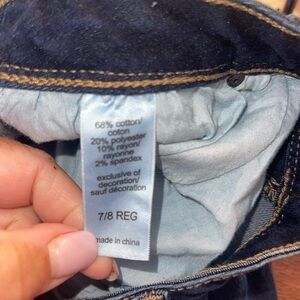 68% cotton/
coton
20% polyester
10% rayon/
rayonne
2% spandex
exclusive of
decoration/
sauf décoration
7/8 REG
made in china